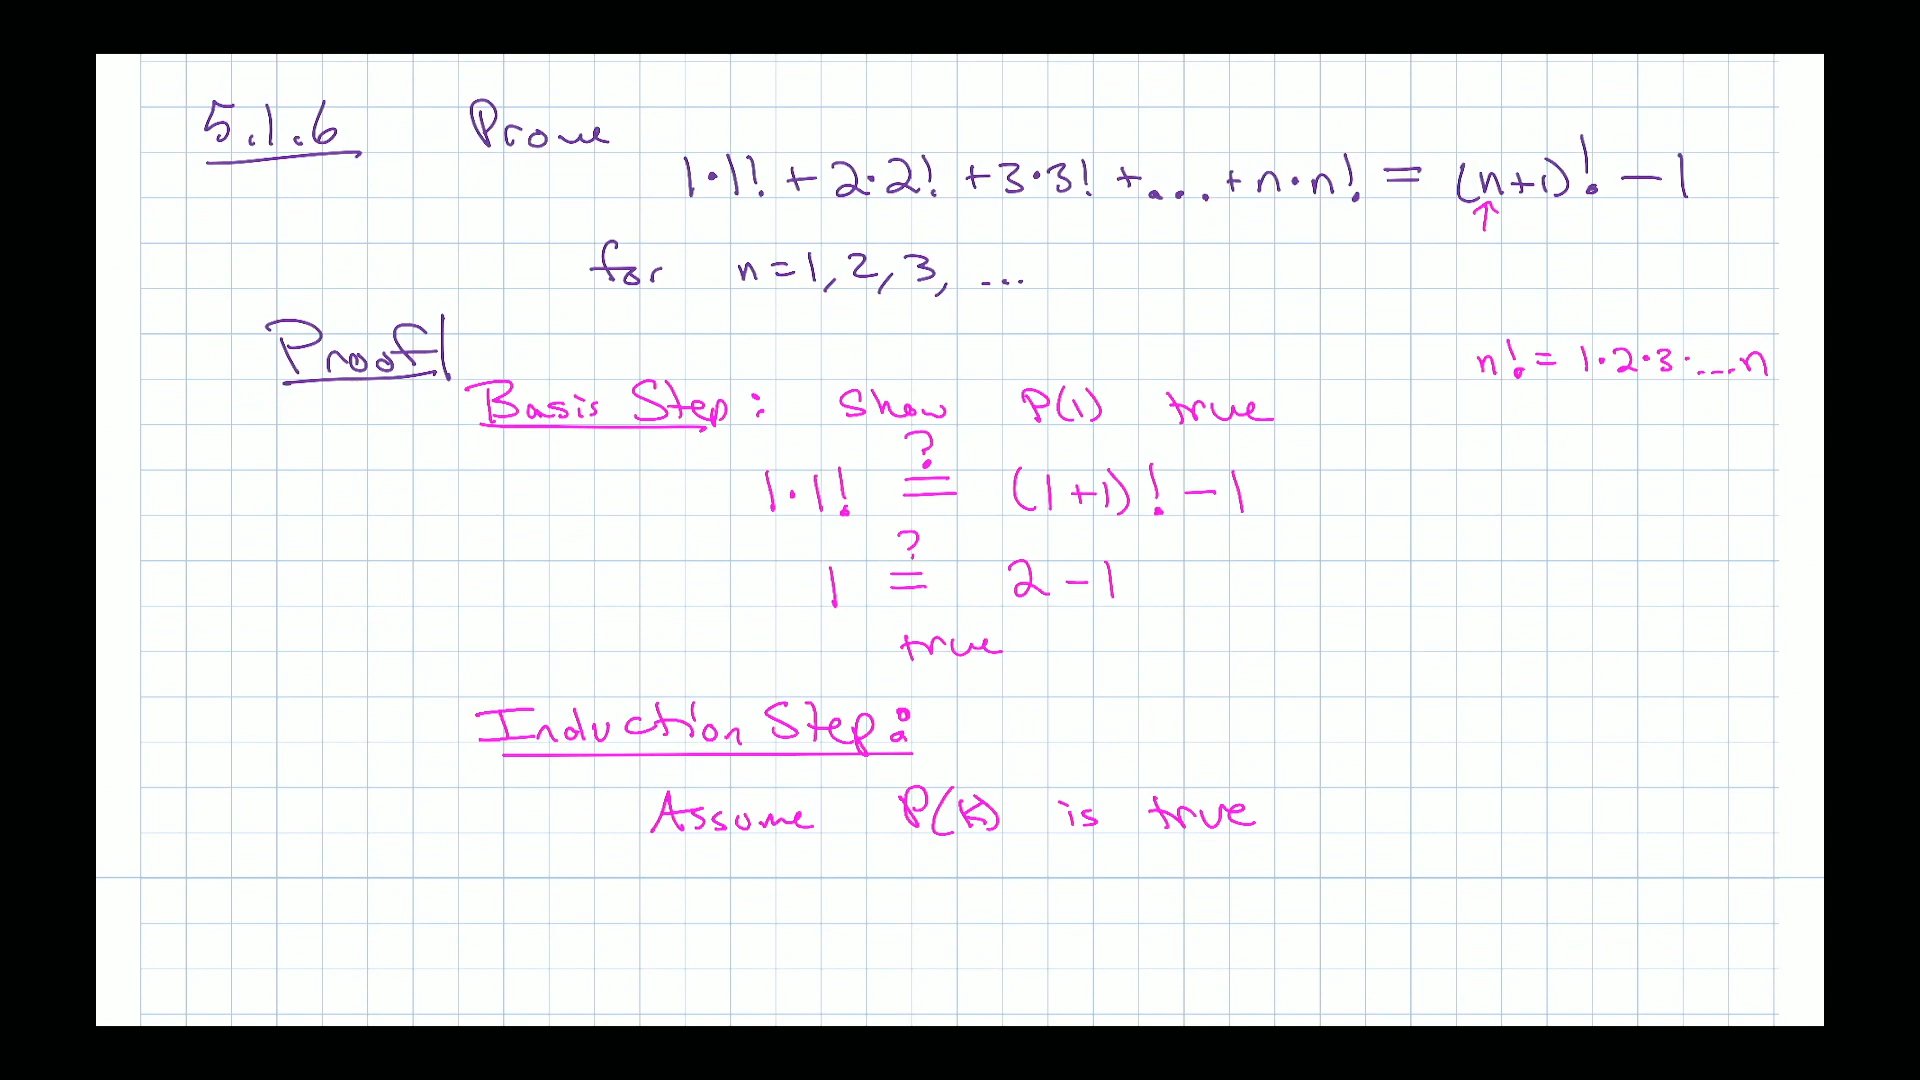 5.1.6 Prove
1·1! + 2·2! + 3·3! + ... + n·n! = (n+1)! - 1
↑
for n = 1, 2, 3, ...
Proof
n! = 1·2·3·...n
Basis Step: Show P(1) true
1·1! ≟ (1+1)! - 1
1 ≟ 2 - 1
true
Induction Step:
Assume P(k) is true